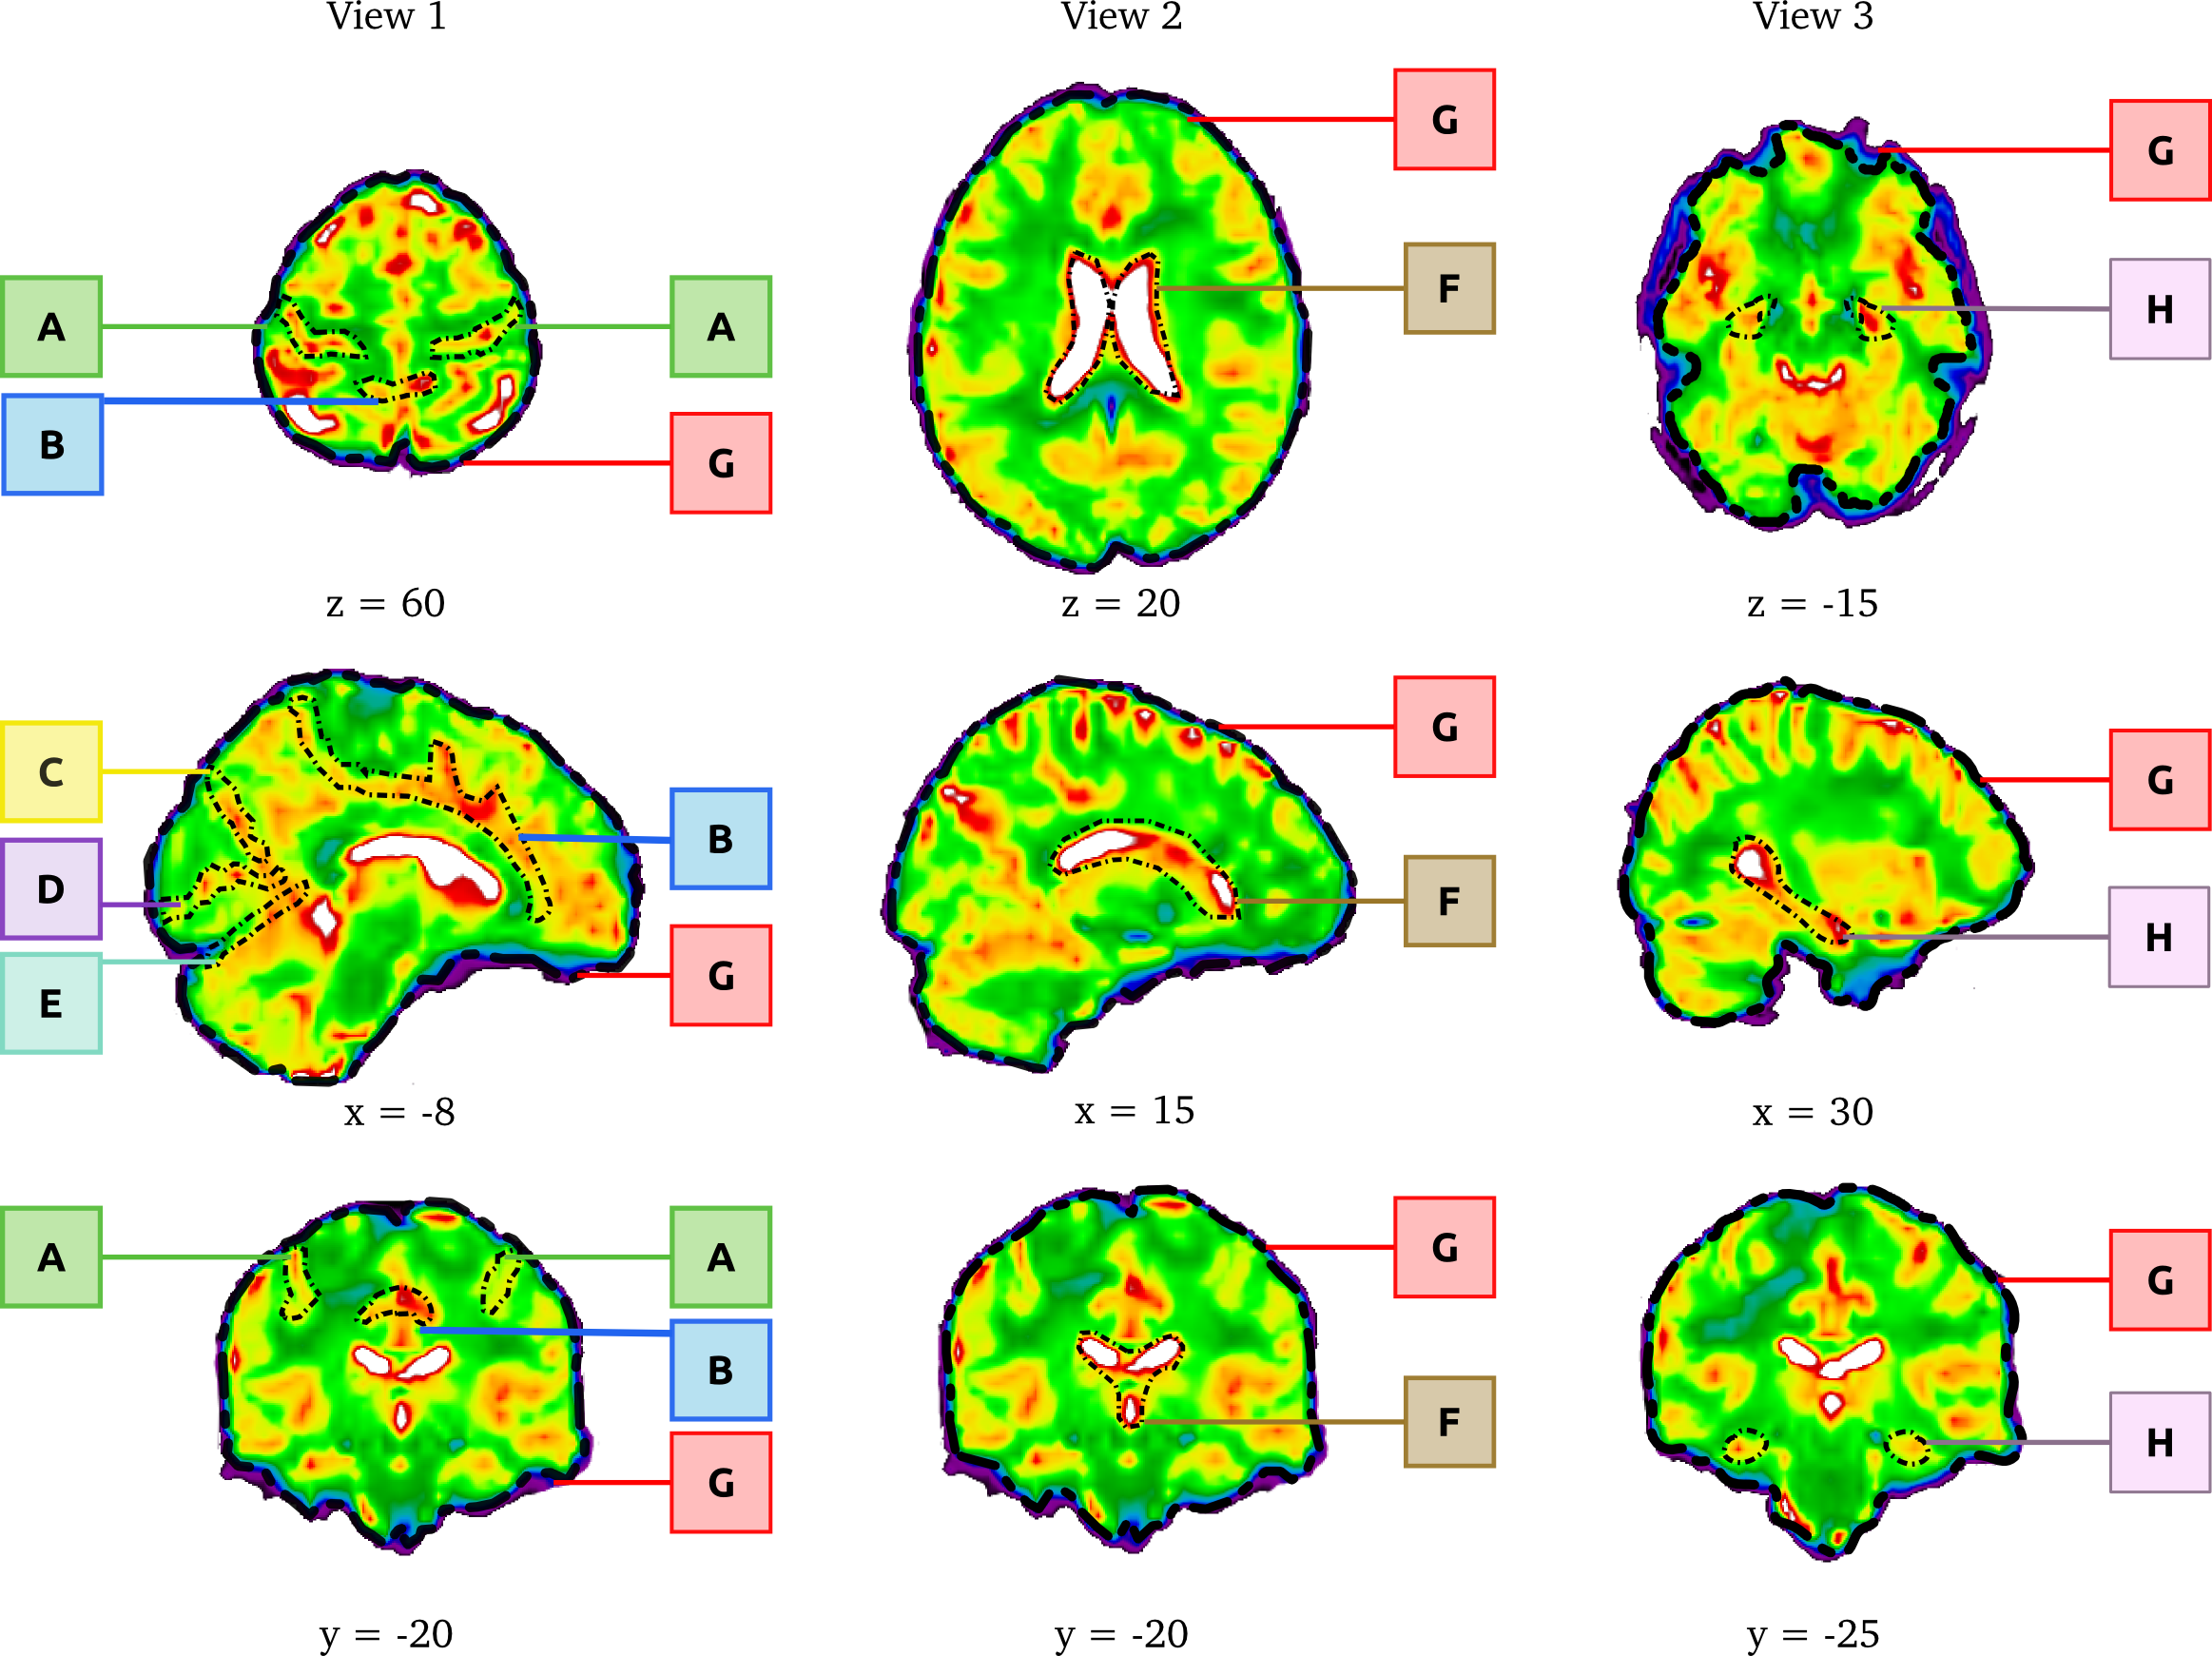 View 1
View 2
View 3
G
G
A
A
F
H
B
G
z = 60
z = 20
z = -15
C
B
G
G
D
F
H
E
G
x = -8
x = 15
x = 30
A
A
G
G
B
F
H
G
y = -20
y = -20
y = -25